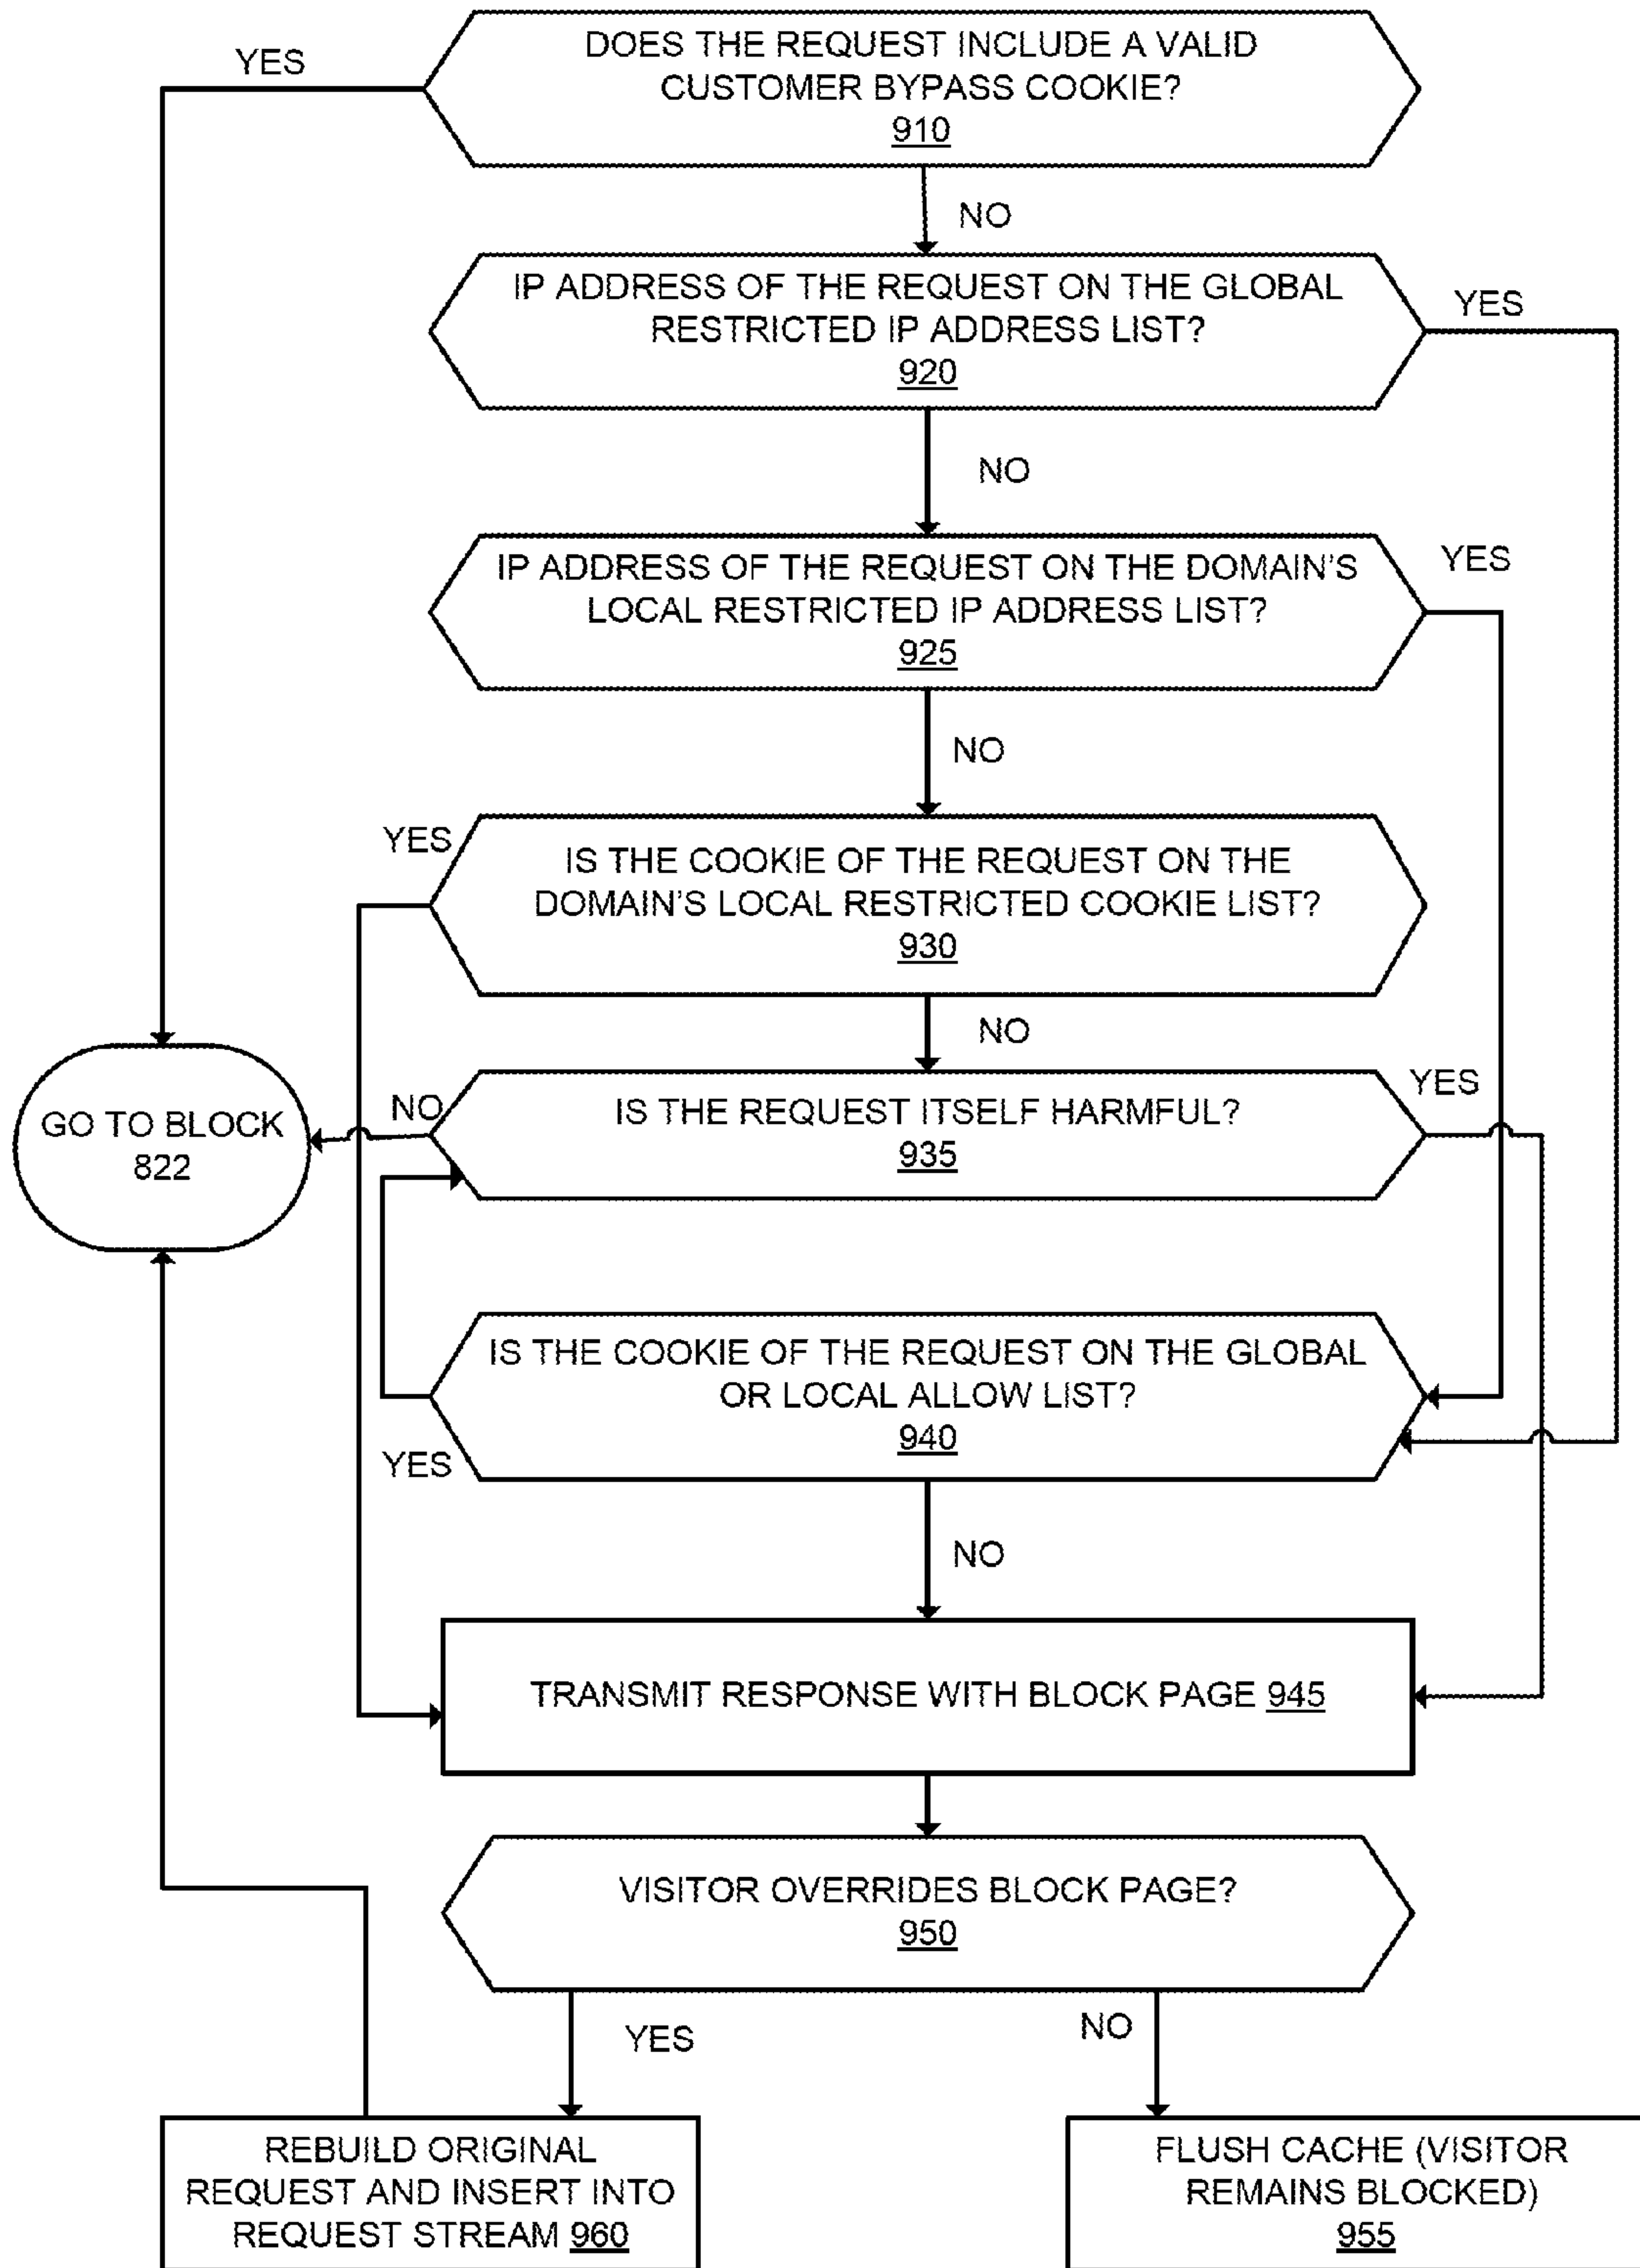 DOES THE REQUEST INCLUDE A VALID
CUSTOMER BYPASS COOKIE?
910
YES
NO
IP ADDRESS OF THE REQUEST ON THE GLOBAL
RESTRICTED IP ADDRESS LIST?
920
YES
NO
IP ADDRESS OF THE REQUEST ON THE DOMAIN'S
LOCAL RESTRICTED IP ADDRESS LIST?
925
YES
NO
YES
IS THE COOKIE OF THE REQUEST ON THE
DOMAIN'S LOCAL RESTRICTED COOKIE LIST?
930
NO
GO TO BLOCK
822
NO
IS THE REQUEST ITSELF HARMFUL?
935
YES
IS THE COOKIE OF THE REQUEST ON THE GLOBAL
OR LOCAL ALLOW LIST?
940
YES
NO
TRANSMIT RESPONSE WITH BLOCK PAGE 945
VISITOR OVERRIDES BLOCK PAGE?
950
YES
NO
REBUILD ORIGINAL
REQUEST AND INSERT INTO
REQUEST STREAM 960
FLUSH CACHE (VISITOR
REMAINS BLOCKED)
955